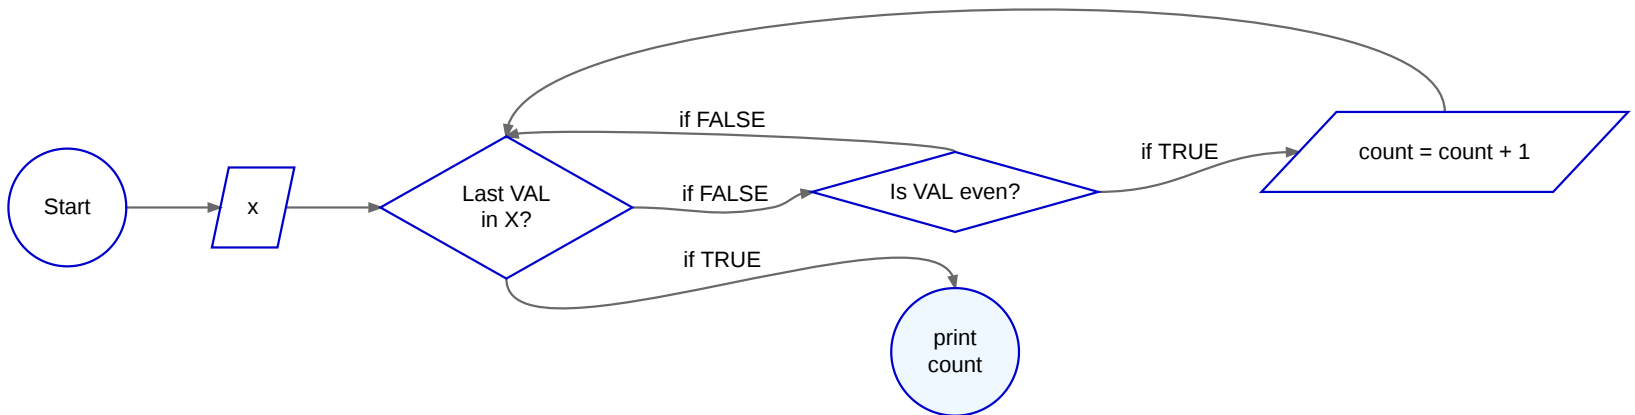 Start
x
Last VAL
in X?
if FALSE
if FALSE
if TRUE
Is VAL even?
if TRUE
count = count + 1
print
count